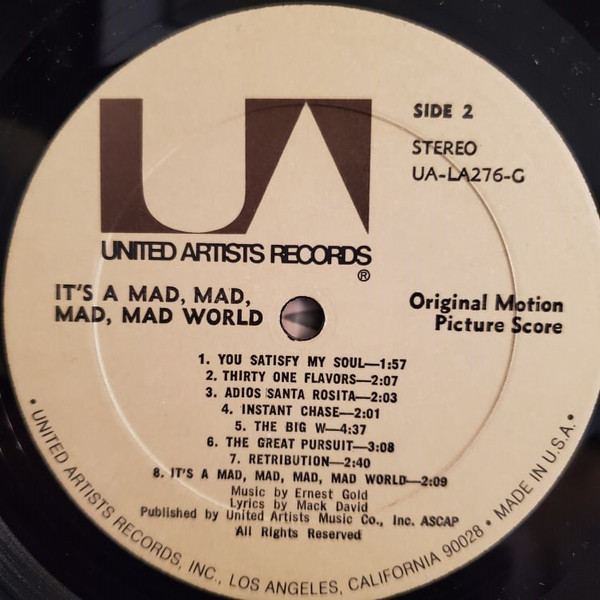 UA
SIDE 2
STEREO
UA-LA276-G
UNITED ARTISTS RECORDS
®
IT'S A MAD, MAD,
MAD, MAD WORLD
Original Motion
Picture Score
1. YOU SATISFY MY SOUL—1:57
2. THIRTY ONE FLAVORS—2:07
3. ADIOS SANTA ROSITA—2:03
4. INSTANT CHASE—2:01
5. THE BIG W—4:37
6. THE GREAT PURSUIT—3:08
7. RETRIBUTION—2:40
8. IT'S A MAD, MAD, MAD, MAD WORLD—2:09
Music by Ernest Gold
Lyrics by Mack David
Published by United Artists Music Co., Inc. ASCAP
All Rights Reserved
• UNITED ARTISTS RECORDS, INC., LOS ANGELES, CALIFORNIA 90028 • MADE IN U.S.A. •